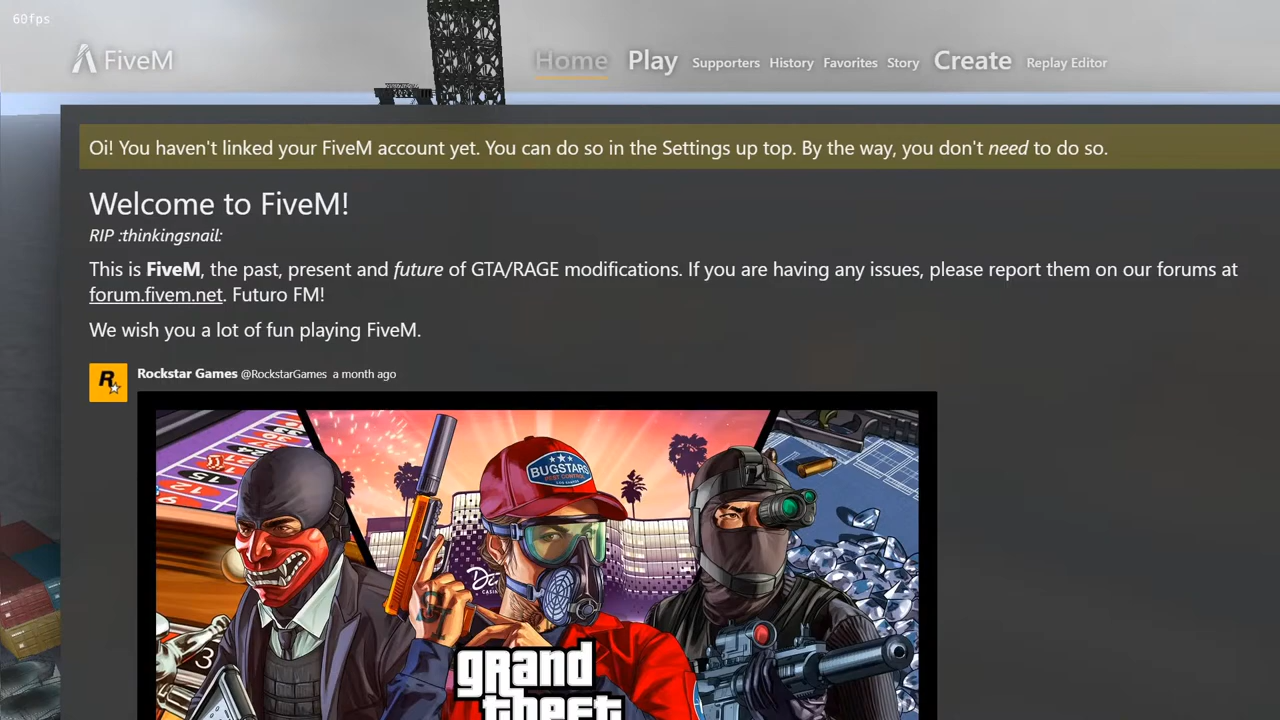 60fps
FiveM
Home Play Supporters History Favorites Story Create Replay Editor
Oi! You haven't linked your FiveM account yet. You can do so in the Settings up top. By the way, you don't need to do so.
Welcome to FiveM!
RIP :thinkingsnail:
This is FiveM, the past, present and future of GTA/RAGE modifications. If you are having any issues, please report them on our forums at
forum.fivem.net. Futuro FM!
We wish you a lot of fun playing FiveM.
Rockstar Games @RockstarGames a month ago
BUGSTARS
PEST CONTROL
grand
theft